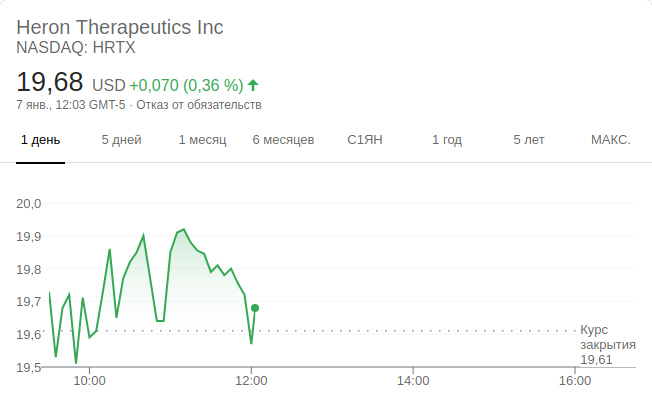 Heron Therapeutics Inc
NASDAQ: HRTX
19,68 USD +0,070 (0,36 %)
7 янв., 12:03 GMT-5 · Отказ от обязательств
1 день 5 дней 1 месяц 6 месяцев С1ЯН 1 год 5 лет МАКС.
20,0
19,9
19,8
19,7
19,6
19,5
Курс
закрытия
19,61
10:00 12:00 14:00 16:00